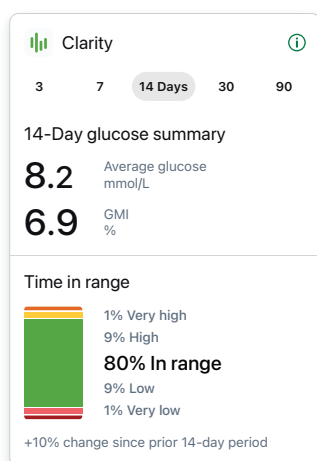 Clarity
3 7 14 Days 30 90
14-Day glucose summary
8.2 Average glucose
mmol/L
6.9 GMI
%
Time in range
1% Very high
9% High
80% In range
9% Low
1% Very low
+10% change since prior 14-day period